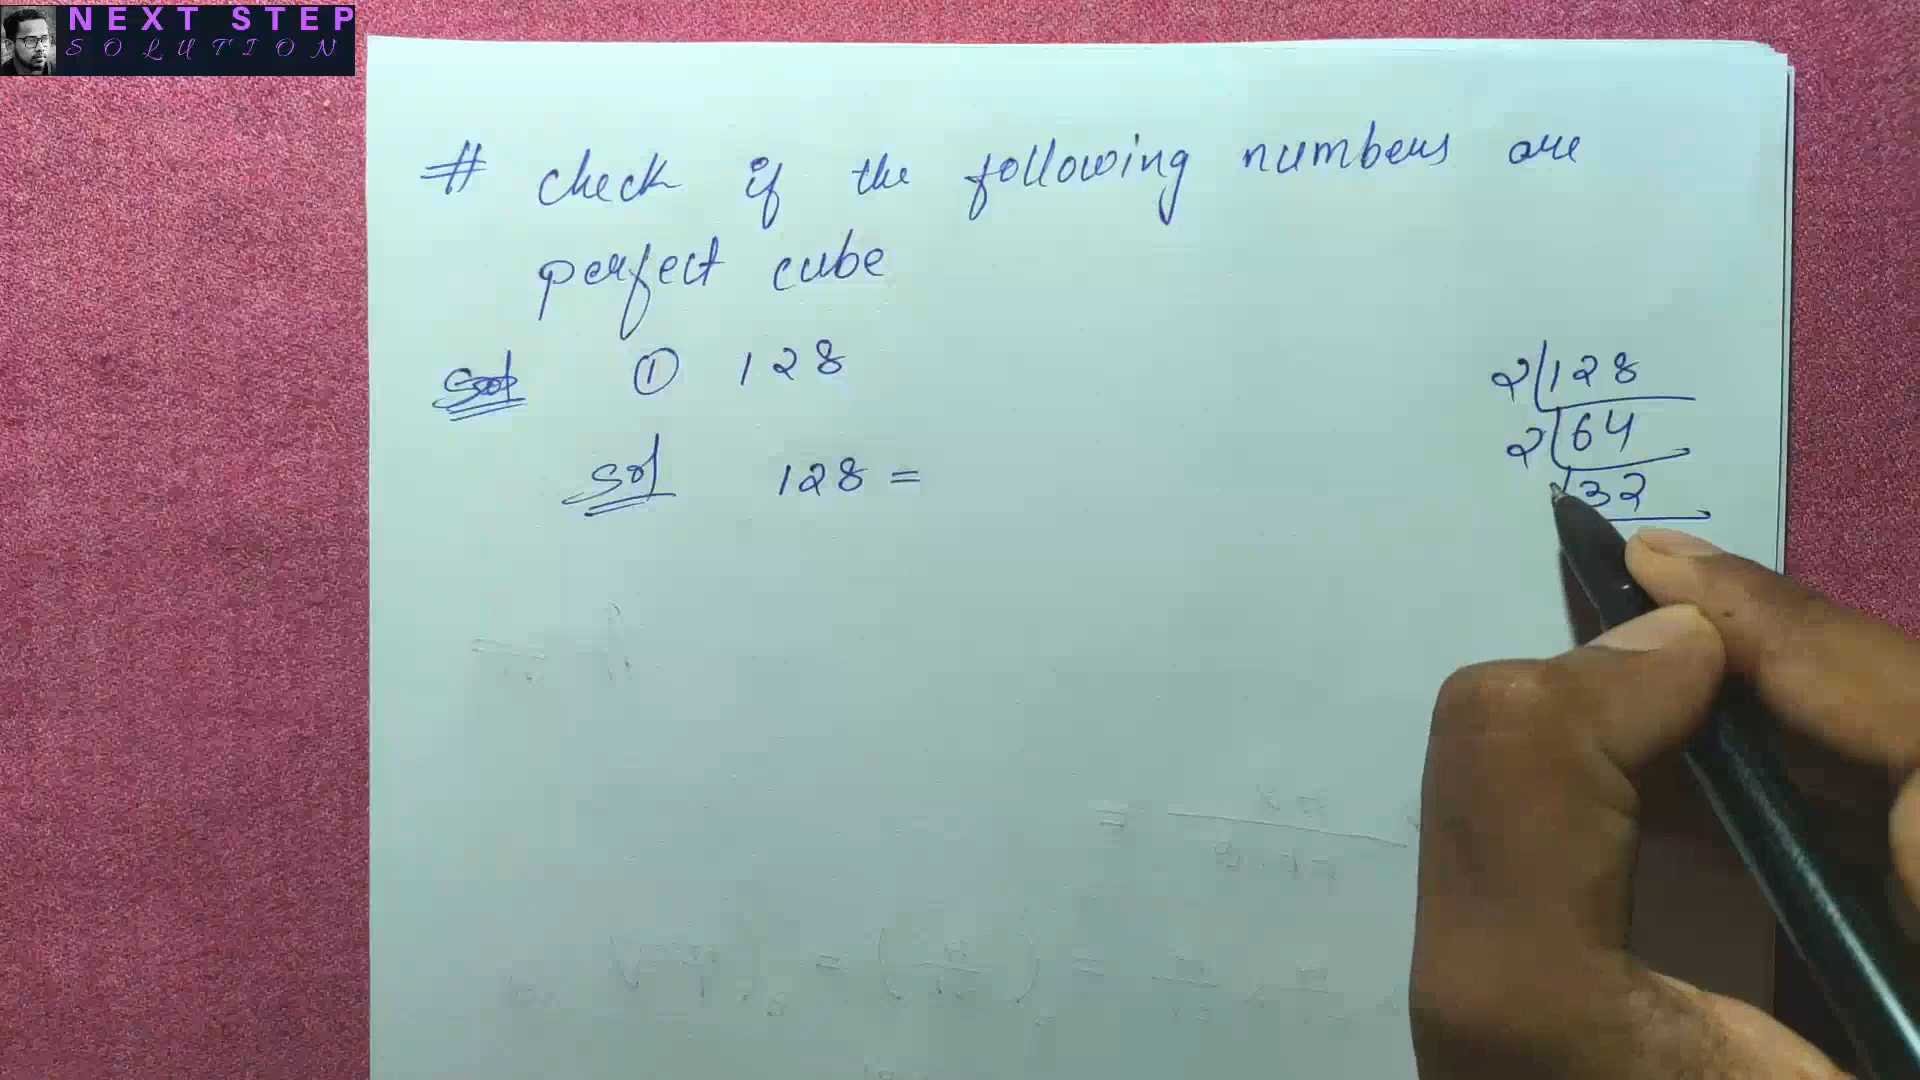 NEXT STEP
SOLUTION
# check if the following numbers are
perfect cube
① 128
Sol 128 =
2 128
2 64
32